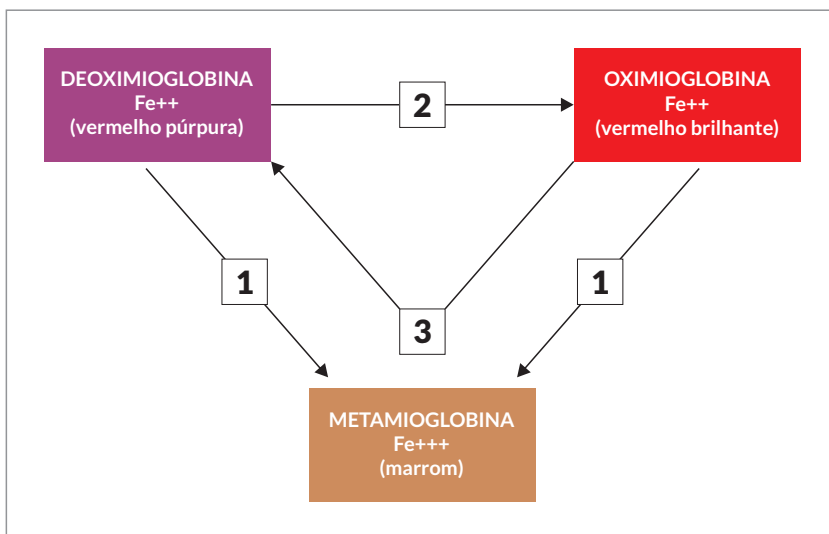 DEOXIMIOGLOBINA
Fe++
(vermelho púrpura)
2
OXIMIOGLOBINA
Fe++
(vermelho brilhante)
1
3
1
METAMIOGLOBINA
Fe+++
(marrom)